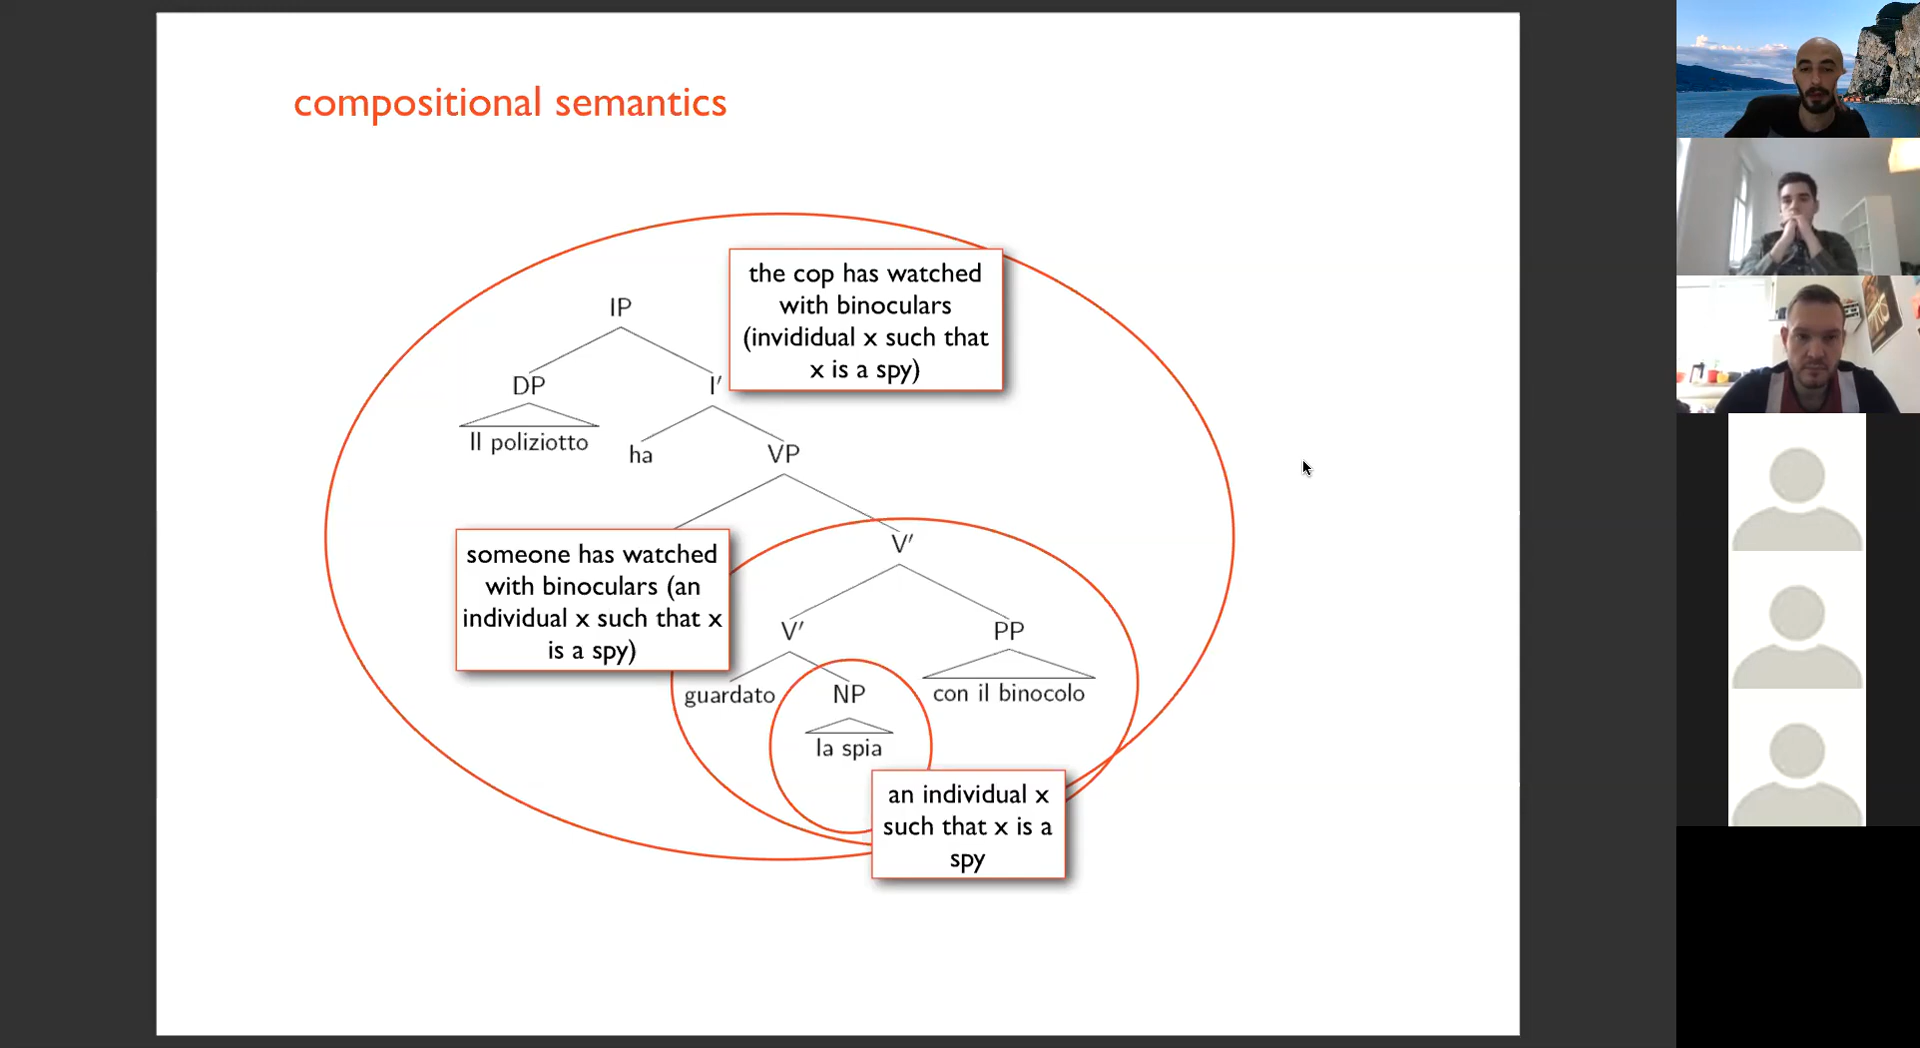 compositional semantics
the cop has watched
with binoculars
(invididual x such that
x is a spy)
IP
DP
I′
Il poliziotto
ha
VP
someone has watched
with binoculars (an
individual x such that x
is a spy)
V′
V′
PP
guardato
NP
con il binocolo
la spia
an individual x
such that x is a
spy